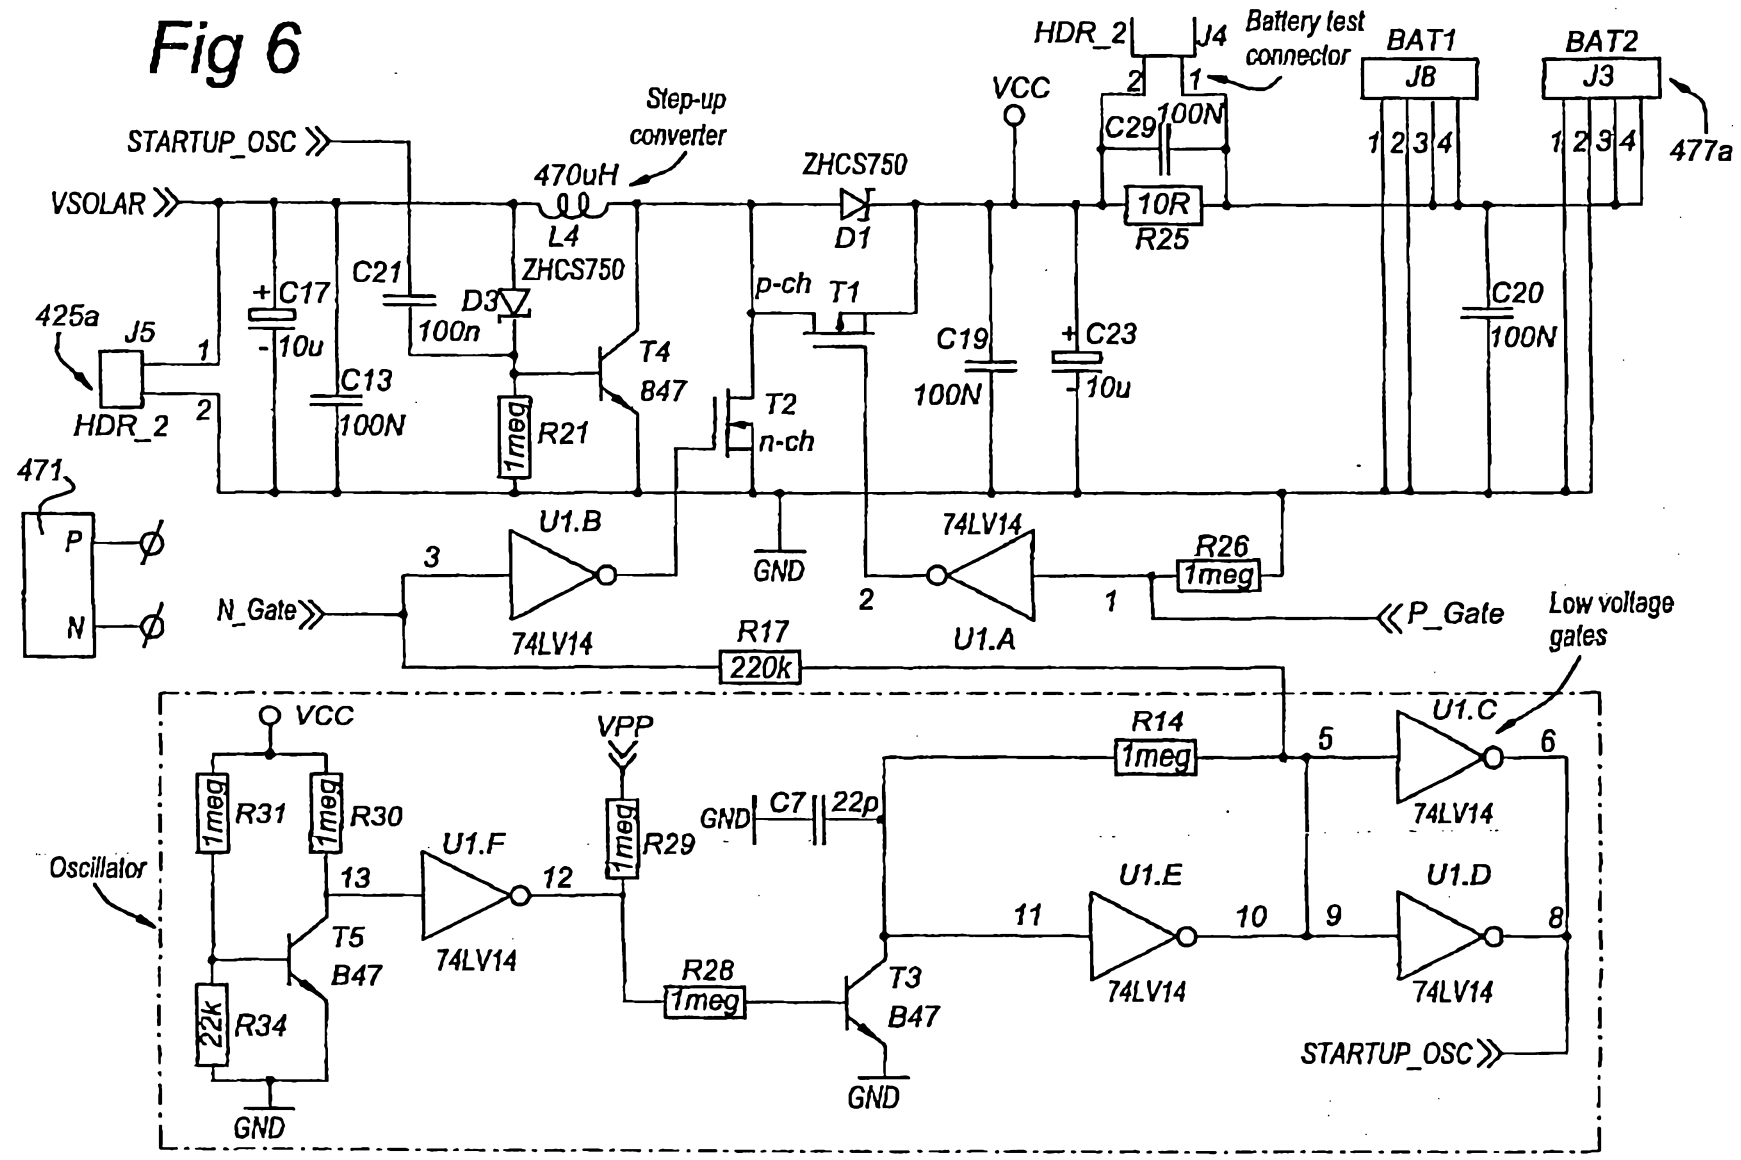 Fig 6
HDR_2
J4
Battery test
connector
2
1
BAT1
J8
BAT2
J3
477a
1 2 3 4
1 2 3 4
STARTUP_OSC
Step-up
converter
VCC
C29
100N
VSOLAR
470uH
L4
ZHCS750
D1
10R
R25
425a
J5
1
2
HDR_2
+
C17
-
10u
C13
100N
C21
100n
ZHCS750
D3
1meg
R21
T4
847
p-ch
T1
T2
n-ch
C19
100N
+
C23
-
10u
C20
100N
471
P
N
U1.B
3
74LV14
N_Gate
GND
74LV14
2
1
U1.A
R26
1meg
P_Gate
Low voltage
gates
R17
220k
Oscillator
VCC
1meg
R31
1meg
R30
VPP
1meg
R29
GND
C7
22p
R14
1meg
5
U1.C
6
74LV14
13
U1.F
12
74LV14
T5
B47
22k
R34
GND
R28
1meg
T3
B47
GND
11
U1.E
10
74LV14
9
U1.D
8
74LV14
STARTUP_OSC